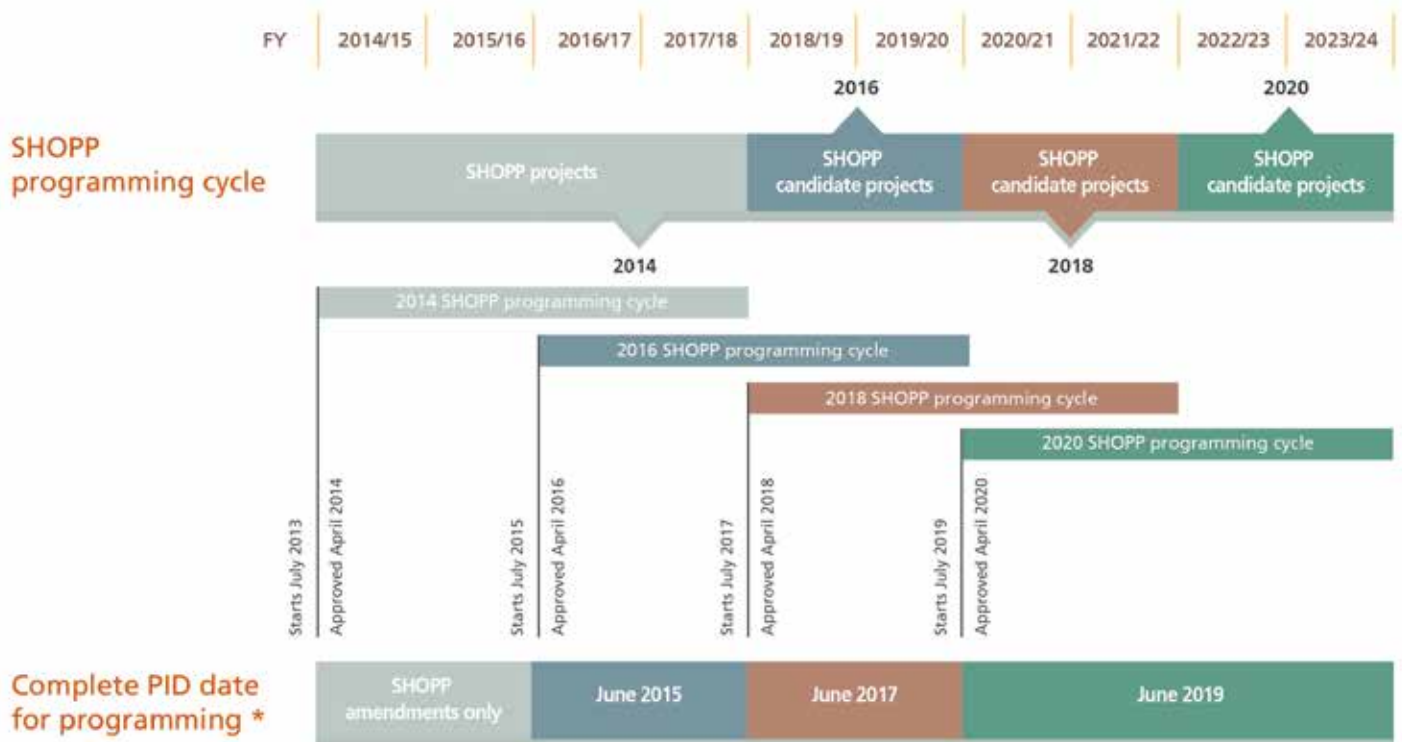 FY 2014/15 2015/16 2016/17 2017/18 2018/19 2019/20 2020/21 2021/22 2022/23 2023/24
2016 2020
SHOPP
programming cycle
SHOPP projects
SHOPP
candidate projects
SHOPP
candidate projects
SHOPP
candidate projects
2014 2018
2014 SHOPP programming cycle
2016 SHOPP programming cycle
2018 SHOPP programming cycle
2020 SHOPP programming cycle
Starts July 2013
Approved April 2014
Starts July 2015
Approved April 2016
Starts July 2017
Approved April 2018
Starts July 2019
Approved April 2020
Complete PID date
for programming *
SHOPP
amendments only
June 2015
June 2017
June 2019